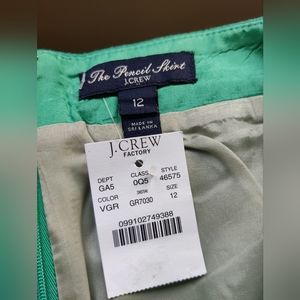 The Pencil Skirt
J.CREW
12
MADE IN
SRI LANKA
J.CREW
FACTORY
DEPT CLASS STYLE
GA5 0Q5 46575
COLOR SIZE
VGR GR7030 12
099102749388